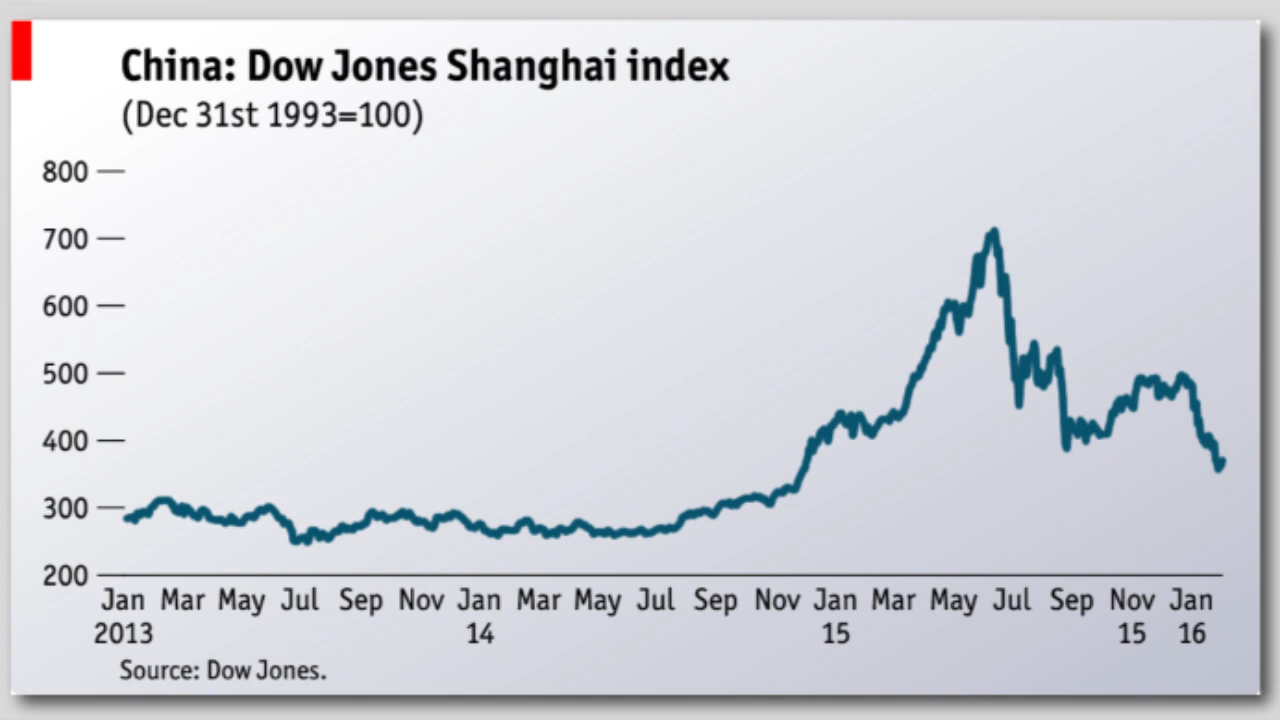 China: Dow Jones Shanghai index
(Dec 31st 1993=100)
800
700
600
500
400
300
200
Jan Mar May Jul Sep Nov Jan Mar May Jul Sep Nov Jan Mar May Jul Sep Nov Jan
2013 14 15 15 16
Source: Dow Jones.